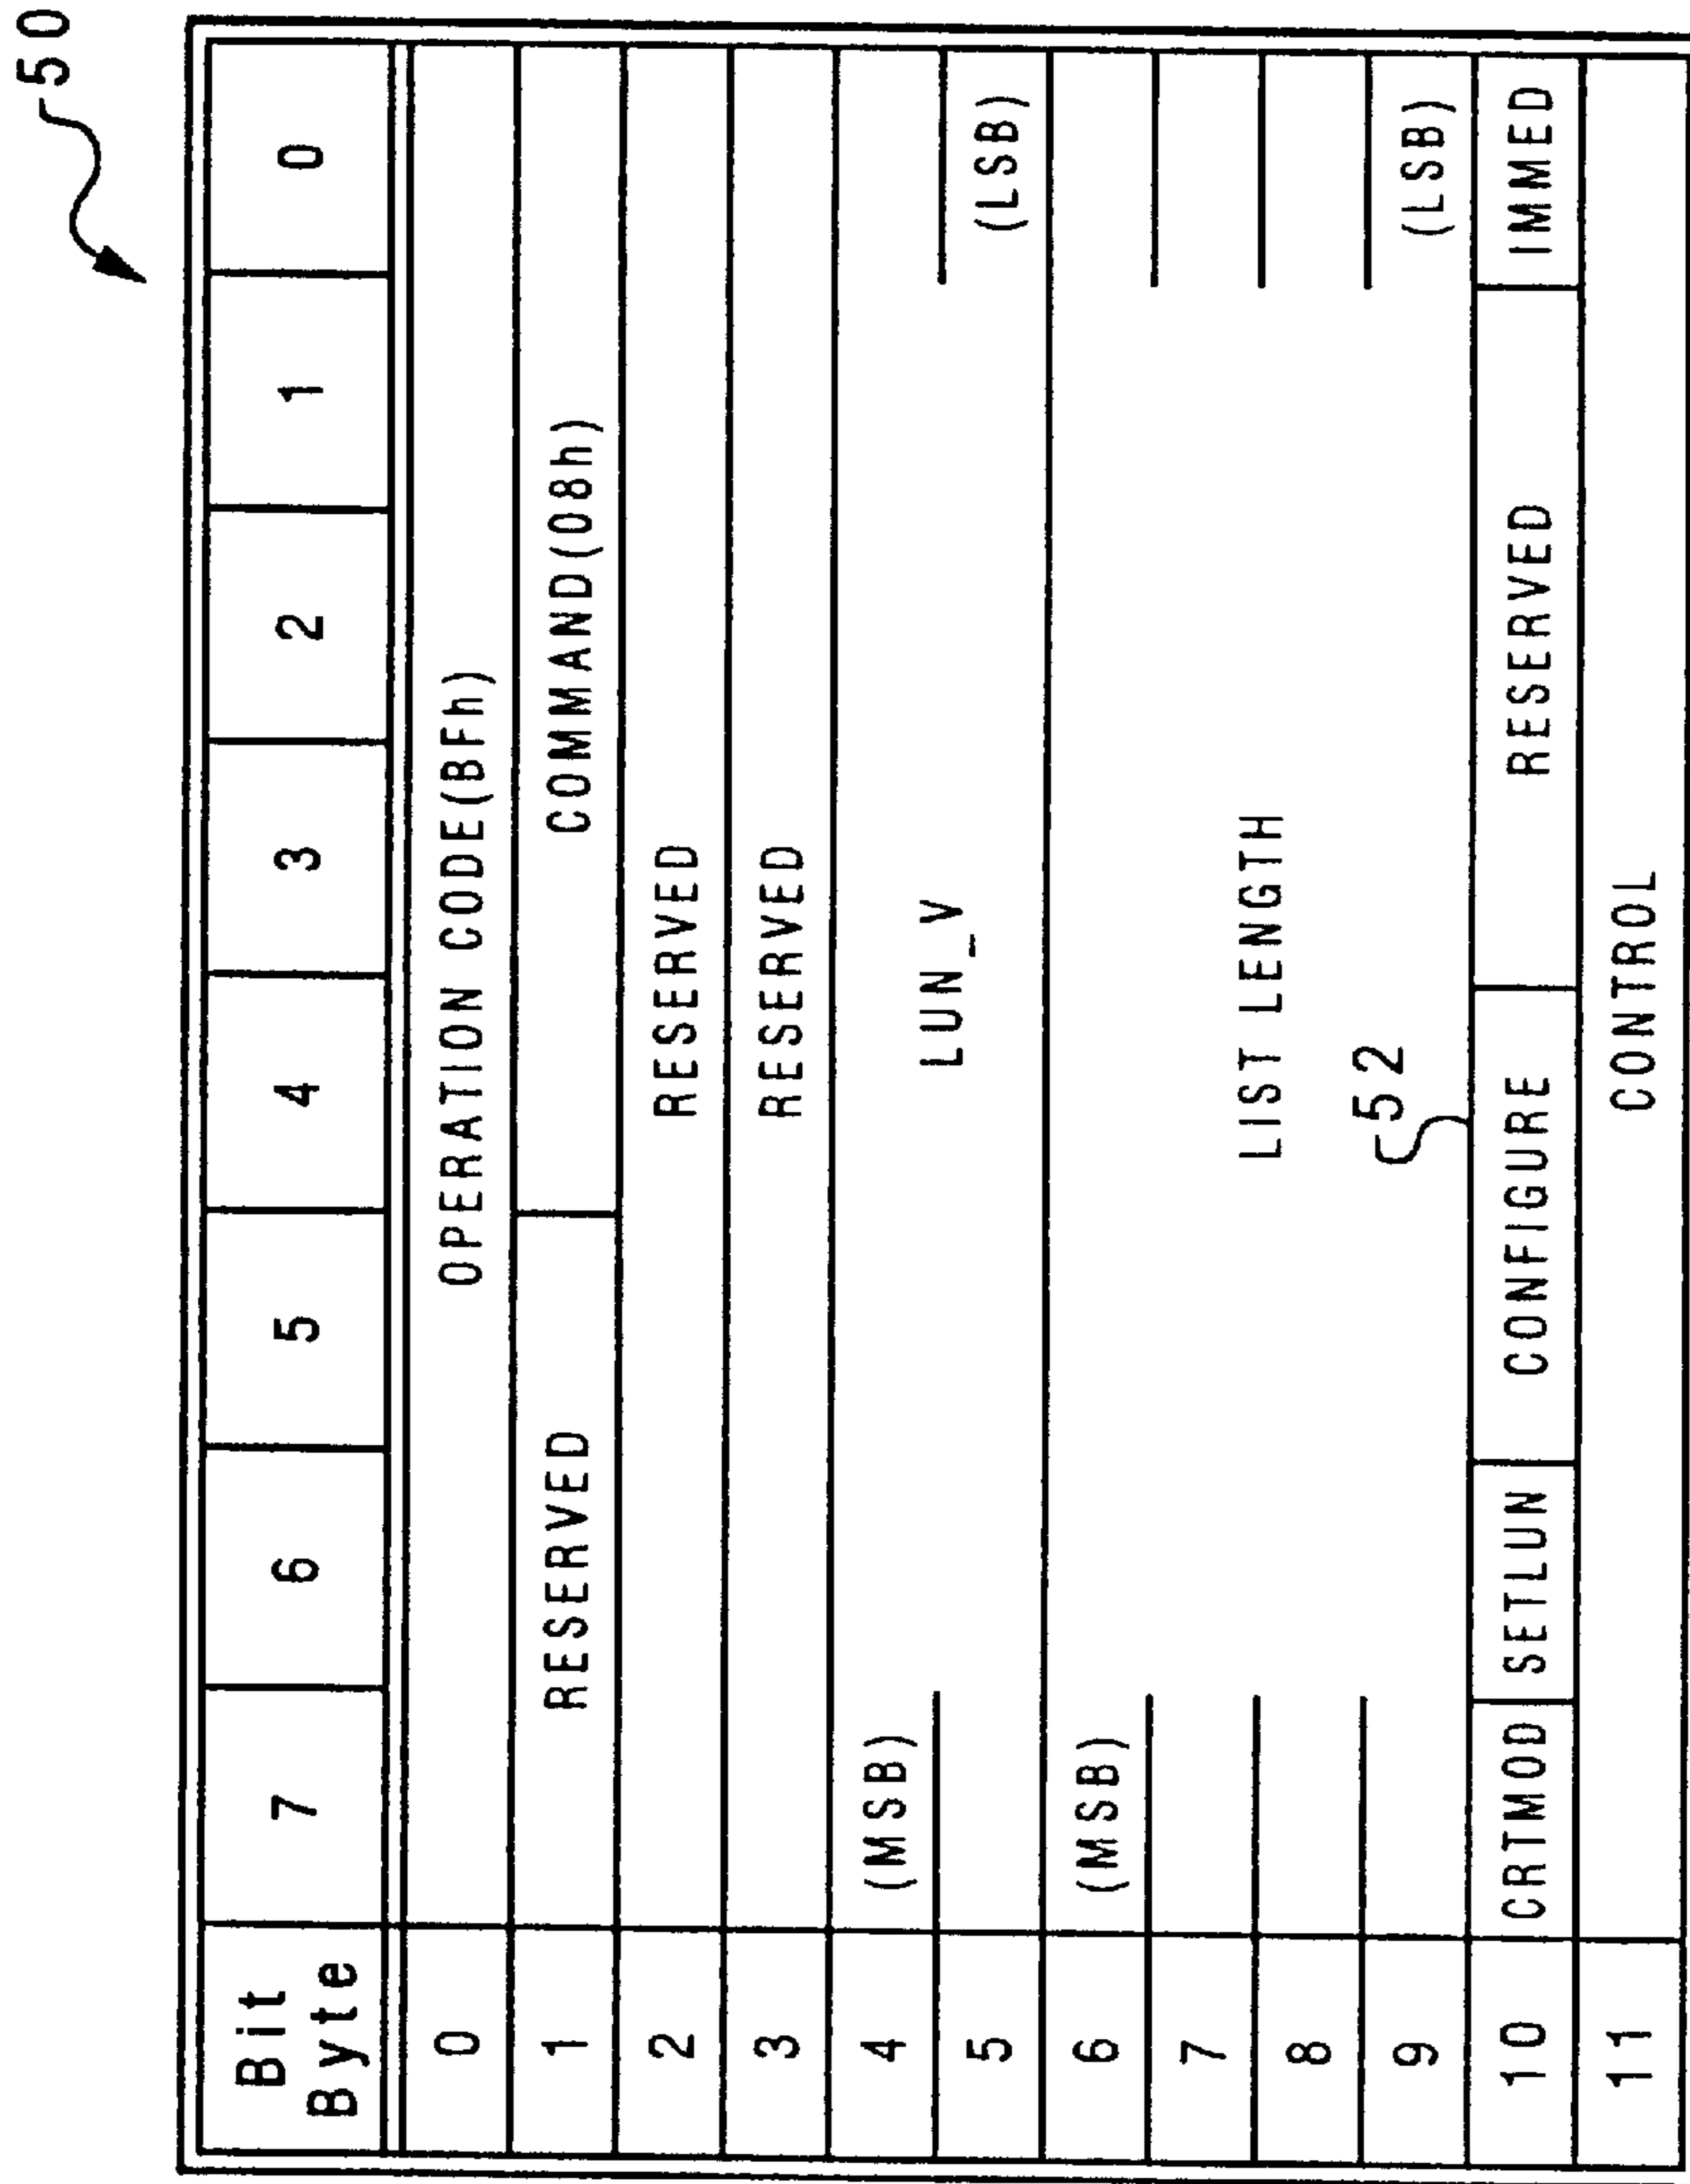 50
Bit 7 6 5 4 3 2 1 0
Byte
0 OPERATION CODE(BFh)
1 RESERVED COMMAND(08h)
2 RESERVED
3 RESERVED
4 (MSB)
LUN_V
5 (LSB)
6 (MSB)
7
LIST LENGTH
8
52
9 (LSB)
10 CRTMOD SETLUN CONFIGURE RESERVED IMMED
11 CONTROL